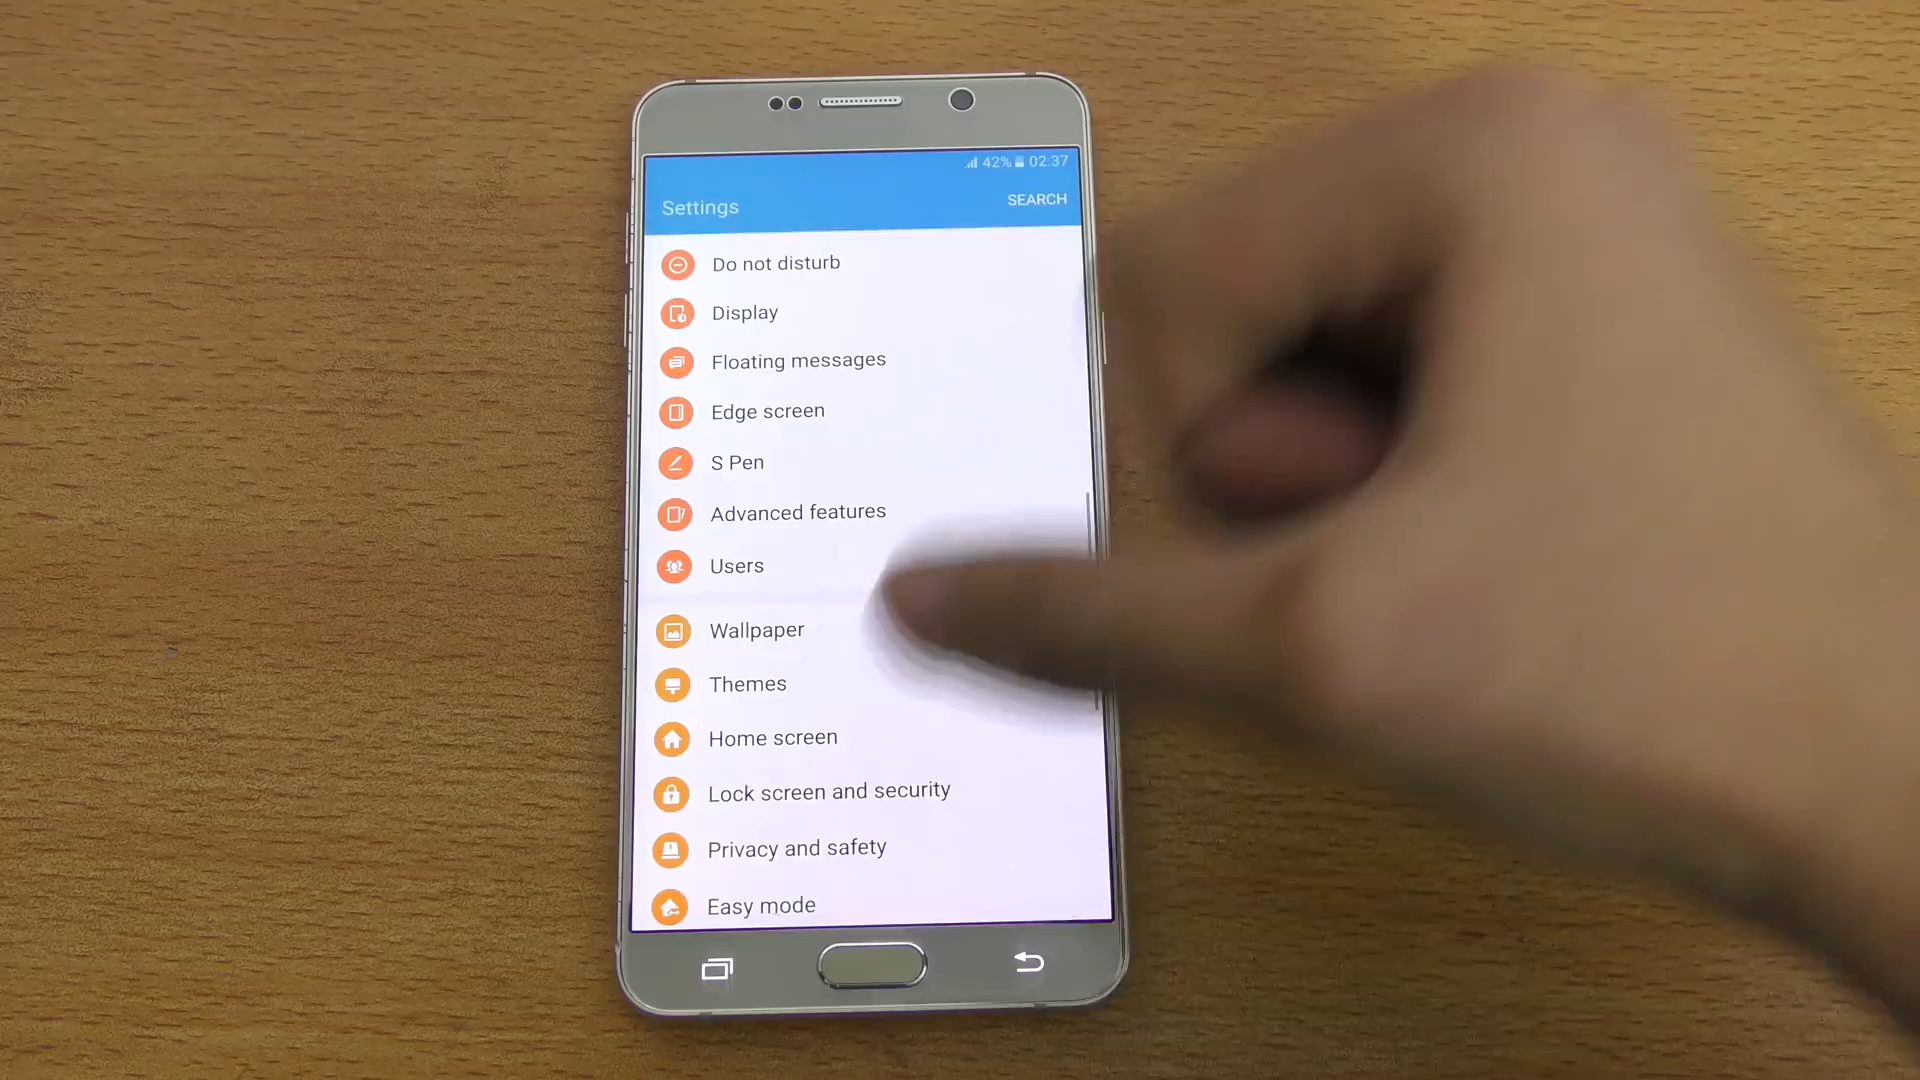 42% 02:37
Settings SEARCH
Do not disturb
Display
Floating messages
Edge screen
S Pen
Advanced features
Users
Wallpaper
Themes
Home screen
Lock screen and security
Privacy and safety
Easy mode